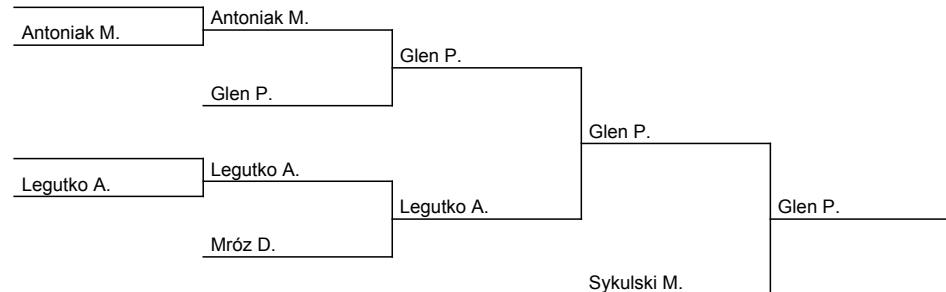 Antoniak M.
Antoniak M.
Glen P.
Glen P.
Glen P.
Legutko A.
Legutko A.
Legutko A.
Glen P.
Mróz D.
Sykulski M.